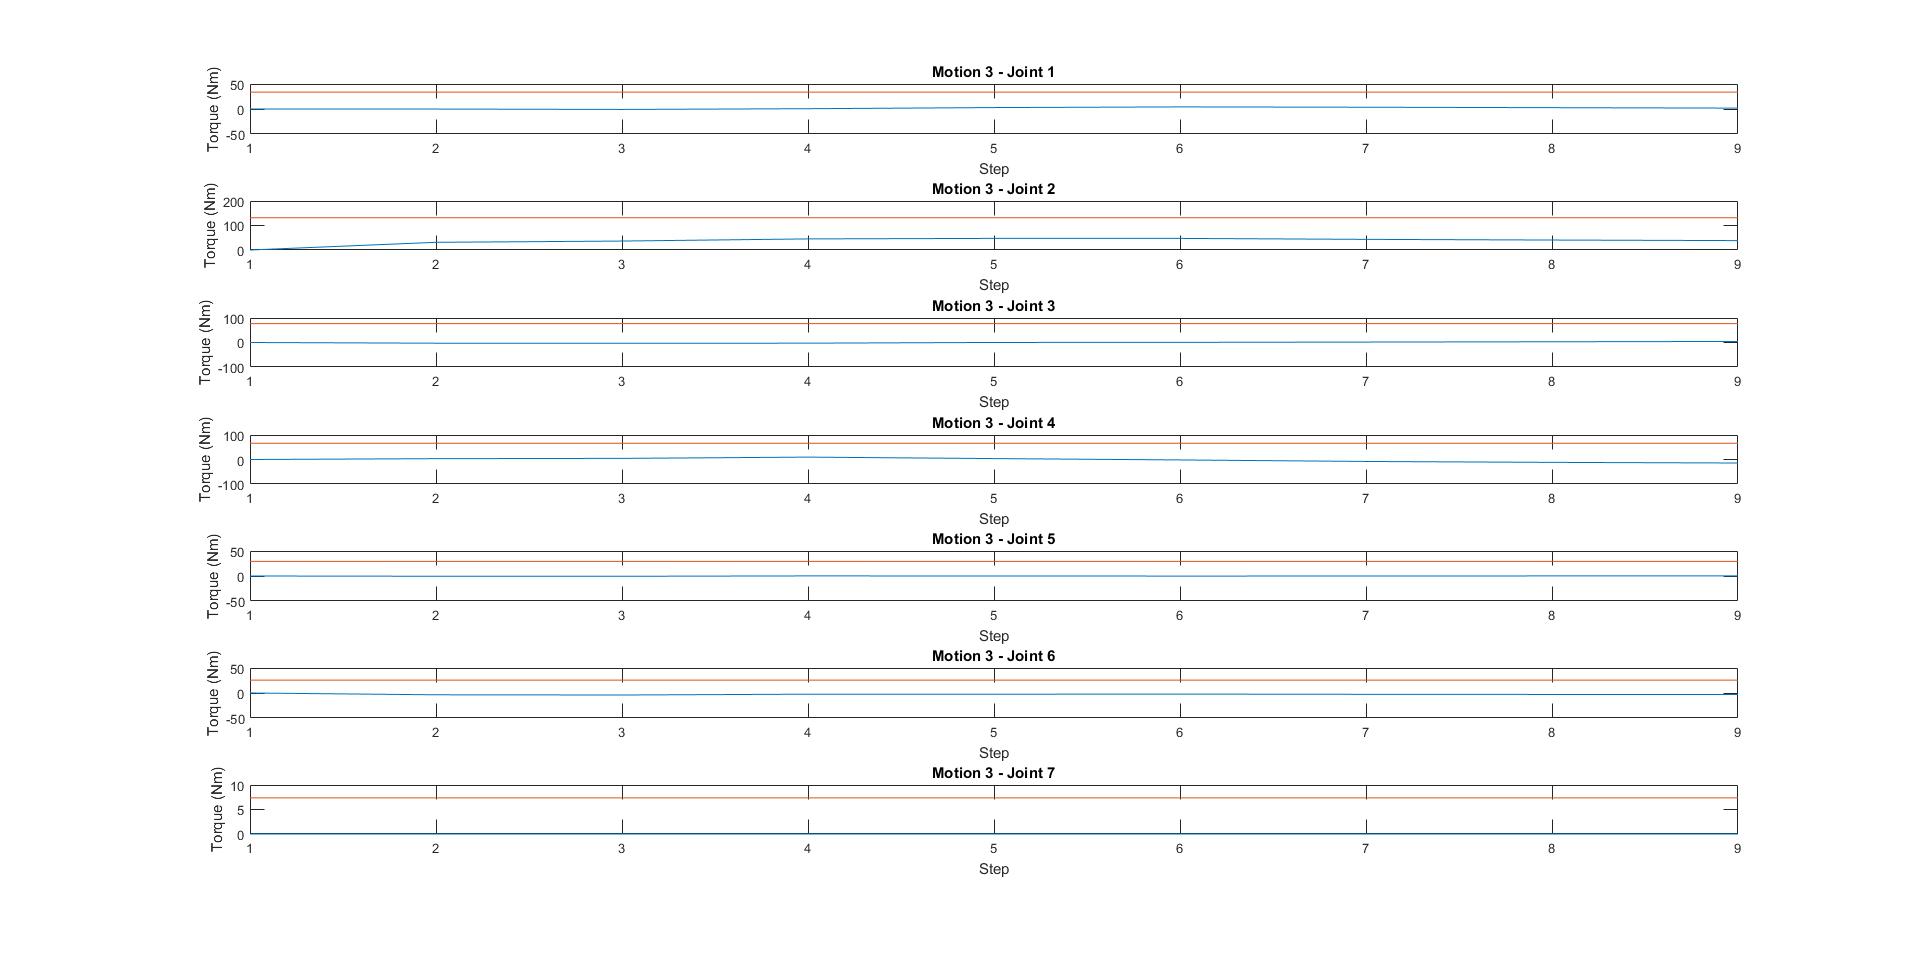 Motion 3 - Joint 1
Torque (Nm)
50
0
-50
1 2 3 4 5 6 7 8 9
Step
Motion 3 - Joint 2
Torque (Nm)
200
100
0
1 2 3 4 5 6 7 8 9
Step
Motion 3 - Joint 3
Torque (Nm)
100
0
-100
1 2 3 4 5 6 7 8 9
Step
Motion 3 - Joint 4
Torque (Nm)
100
0
-100
1 2 3 4 5 6 7 8 9
Step
Motion 3 - Joint 5
Torque (Nm)
50
0
-50
1 2 3 4 5 6 7 8 9
Step
Motion 3 - Joint 6
Torque (Nm)
50
0
-50
1 2 3 4 5 6 7 8 9
Step
Motion 3 - Joint 7
Torque (Nm)
10
5
0
1 2 3 4 5 6 7 8 9
Step